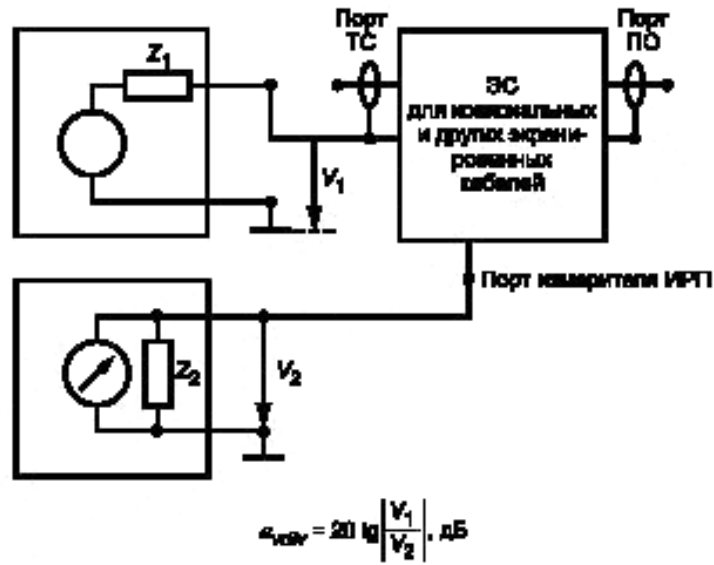 Порт
ТС
Порт
ПО
Z1
ЭС
для коаксиальных
и других экрани-
рованных
кабелей
V1
Порт измерителя ИРП
Z2
V2
avdiv = 20 lg |V1/V2|, дБ